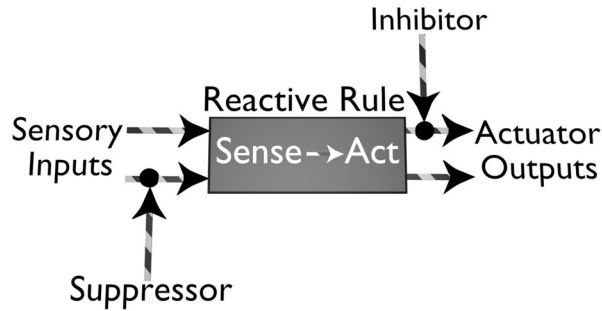 Inhibitor
Reactive Rule
Sensory
Inputs
Sense Act
Actuator
Outputs
Suppressor